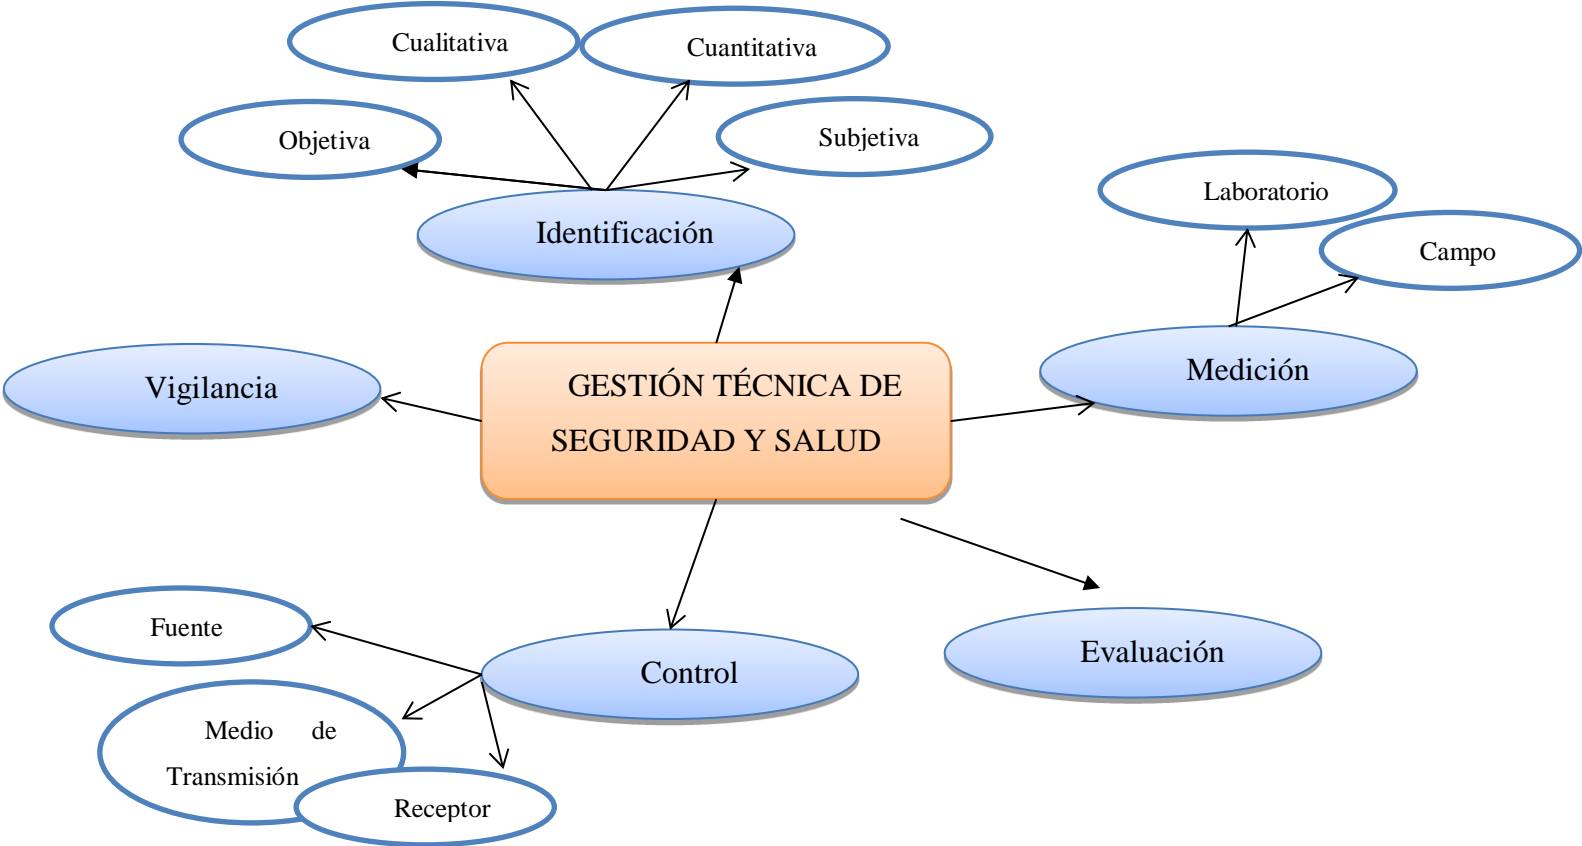 Cualitativa
Cuantitativa
Objetiva
Subjetiva
Identificación
Laboratorio
Campo
Medición
Vigilancia
GESTIÓN TÉCNICA DE
SEGURIDAD Y SALUD
Fuente
Control
Evaluación
Medio de
Transmisión
Receptor